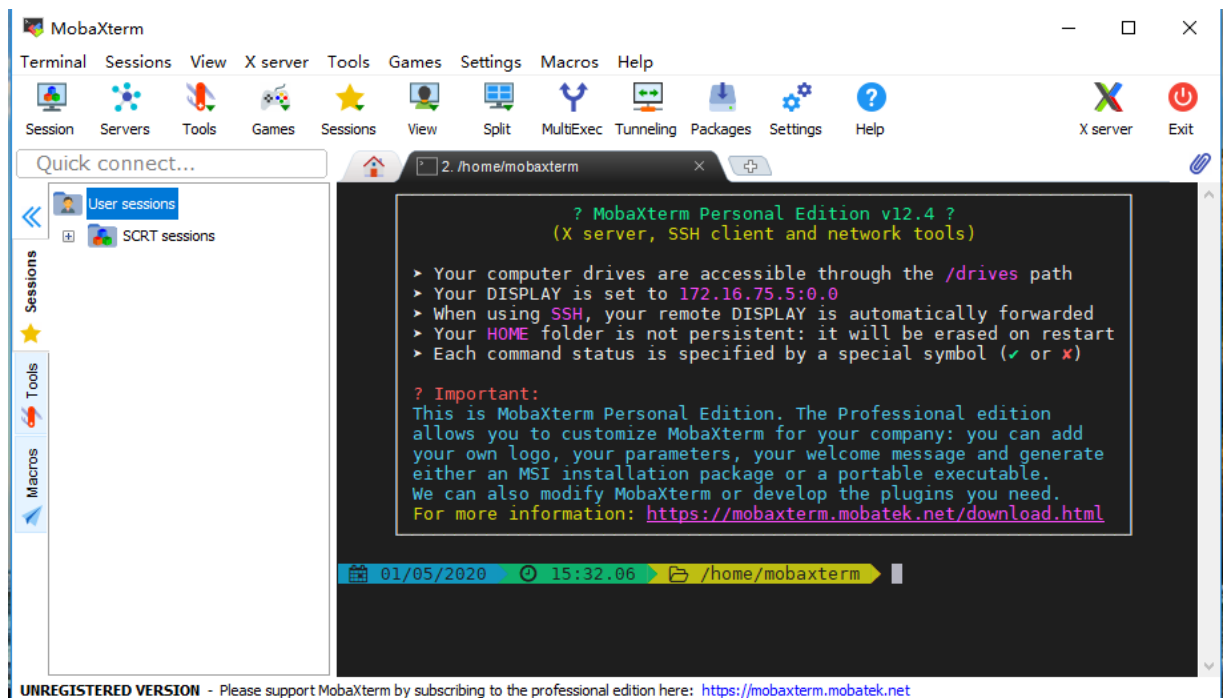 MobaXterm
Terminal Sessions View X server Tools Games Settings Macros Help
Session Servers Tools Games Sessions View Split MultiExec Tunneling Packages Settings Help X server Exit
Quick connect...
2. /home/mobaxterm
User sessions
SCRT sessions
Sessions
Tools
Macros
? MobaXterm Personal Edition v12.4 ?
(X server, SSH client and network tools)
➤ Your computer drives are accessible through the /drives path
➤ Your DISPLAY is set to 172.16.75.5:0.0
➤ When using SSH, your remote DISPLAY is automatically forwarded
➤ Your HOME folder is not persistent: it will be erased on restart
➤ Each command status is specified by a special symbol (✔ or ✘)
? Important:
This is MobaXterm Personal Edition. The Professional edition
allows you to customize MobaXterm for your company: you can add
your own logo, your parameters, your welcome message and generate
either an MSI installation package or a portable executable.
We can also modify MobaXterm or develop the plugins you need.
For more information: https://mobaxterm.mobatek.net/download.html
01/05/2020 15:32.06 /home/mobaxterm
UNREGISTERED VERSION - Please support MobaXterm by subscribing to the professional edition here: https://mobaxterm.mobatek.net